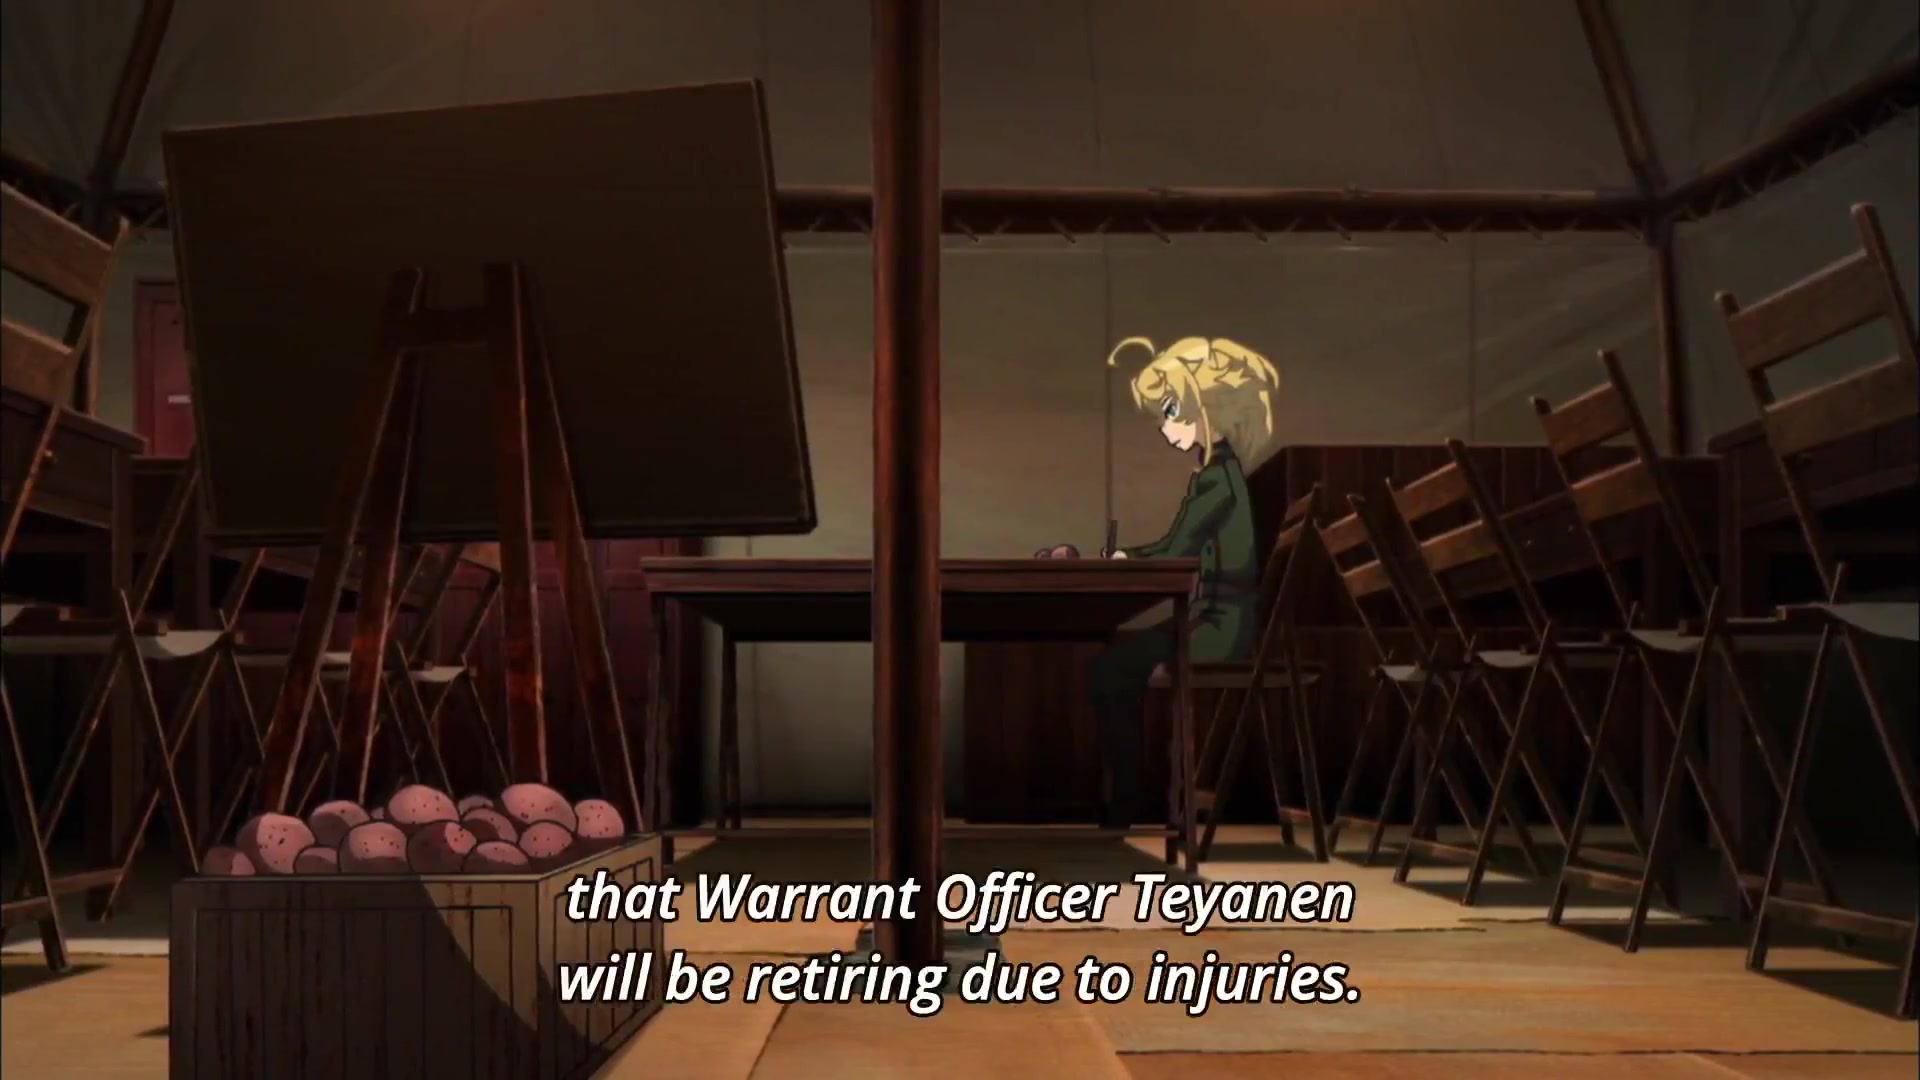 that Warrant Officer Teyanen
will be retiring due to injuries.